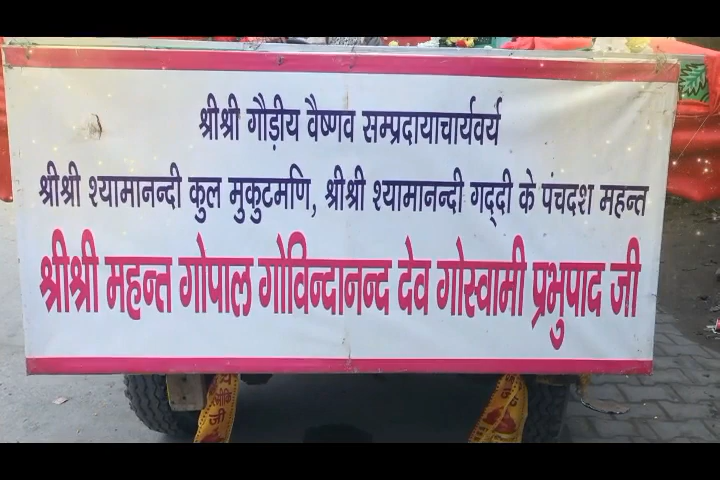 श्रीश्री गौड़ीय वैष्णव सम्प्रदायाचार्यवर्य
श्रीश्री श्यामानन्दी कुल मुकुटमणि, श्रीश्री श्यामानन्दी गद्दी के पंचदश महन्त
श्रीश्री महन्त गोपाल गोविन्दानन्द देव गोस्वामी प्रभुपाद जी